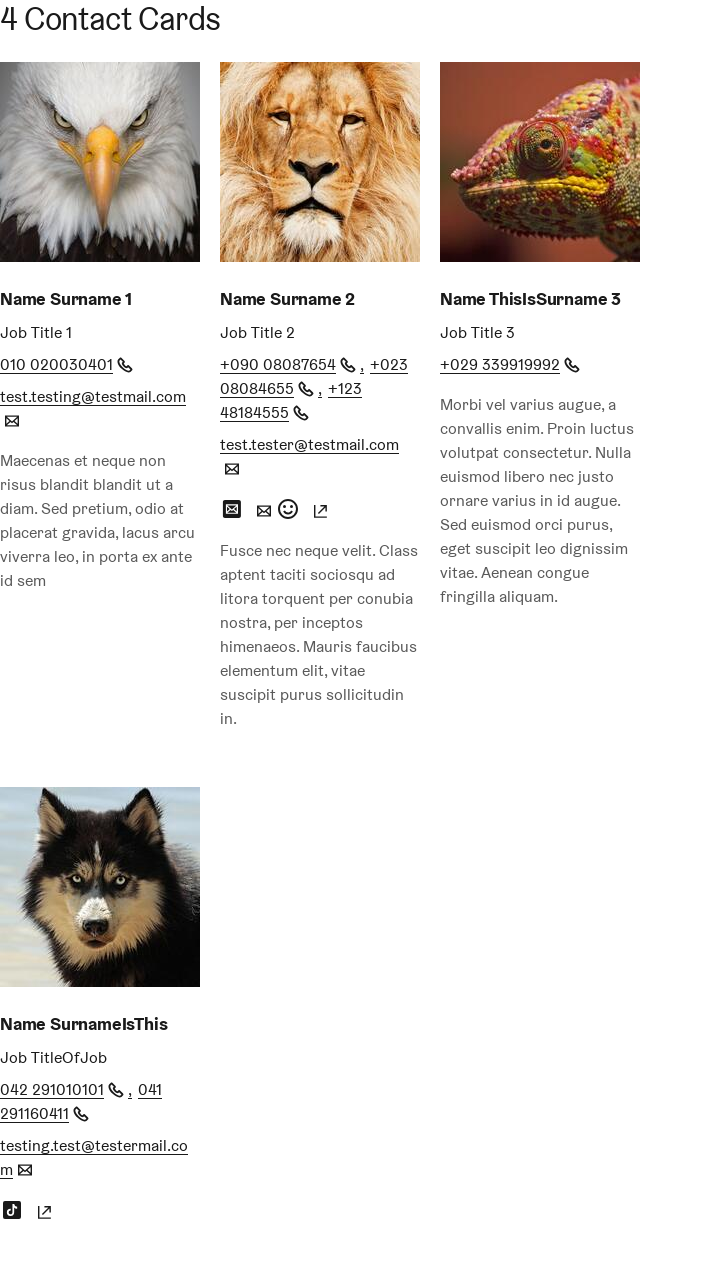 4 Contact Cards
Name Surname 1
Job Title 1
010 020030401
test.testing@testmail.com
Maecenas et neque non
risus blandit blandit ut a
diam. Sed pretium, odio at
placerat gravida, lacus arcu
viverra leo, in porta ex ante
id sem
Name Surname 2
Job Title 2
+090 08087654 , +023
08084655 , +123
48184555
test.tester@testmail.com
Fusce nec neque velit. Class
aptent taciti sociosqu ad
litora torquent per conubia
nostra, per inceptos
himenaeos. Mauris faucibus
elementum elit, vitae
suscipit purus sollicitudin
in.
Name ThisIsSurname 3
Job Title 3
+029 339919992
Morbi vel varius augue, a
convallis enim. Proin luctus
volutpat consectetur. Nulla
euismod libero nec justo
ornare varius in id augue.
Sed euismod orci purus,
eget suscipit leo dignissim
vitae. Aenean congue
fringilla aliquam.
Name SurnameIsThis
Job TitleOfJob
042 291010101 , 041
291160411
testing.test@testermail.co
m